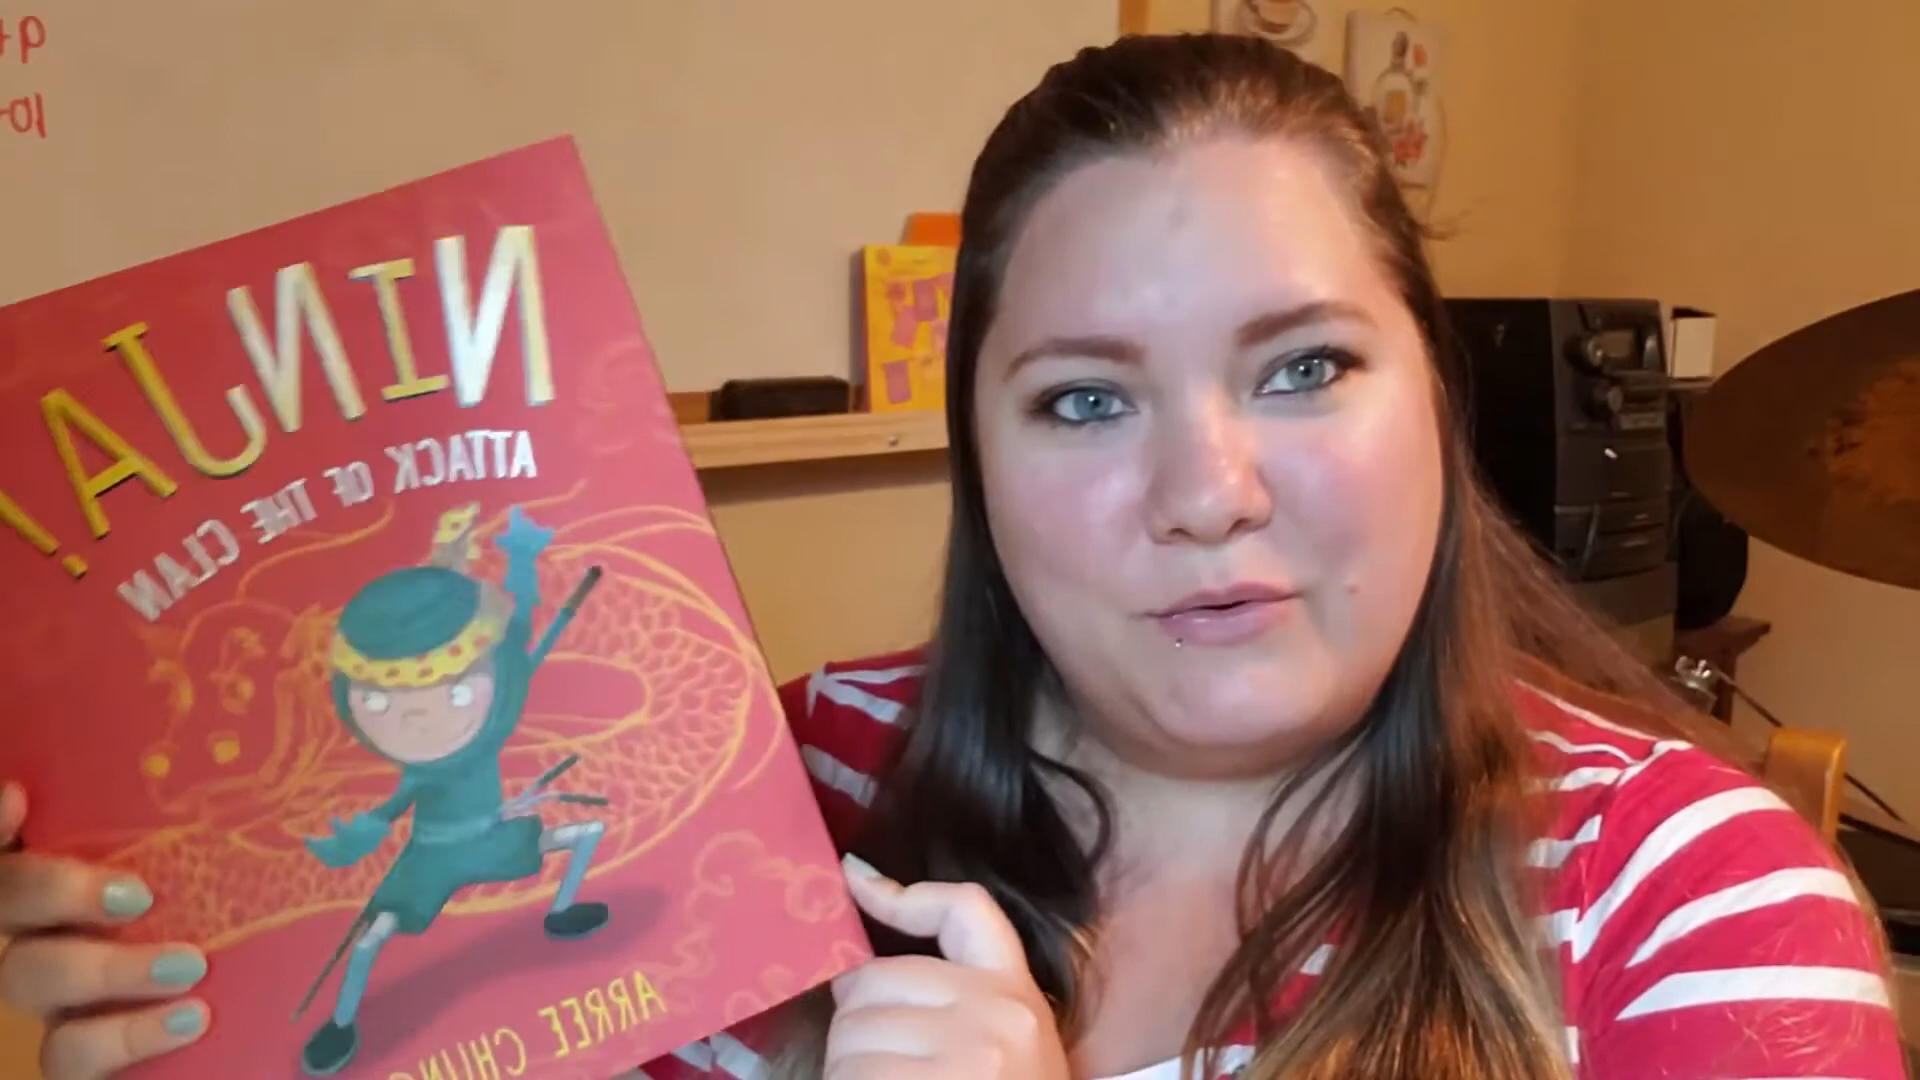 NINJA!
ATTACK OF THE CLAN
ARREE CHUNG